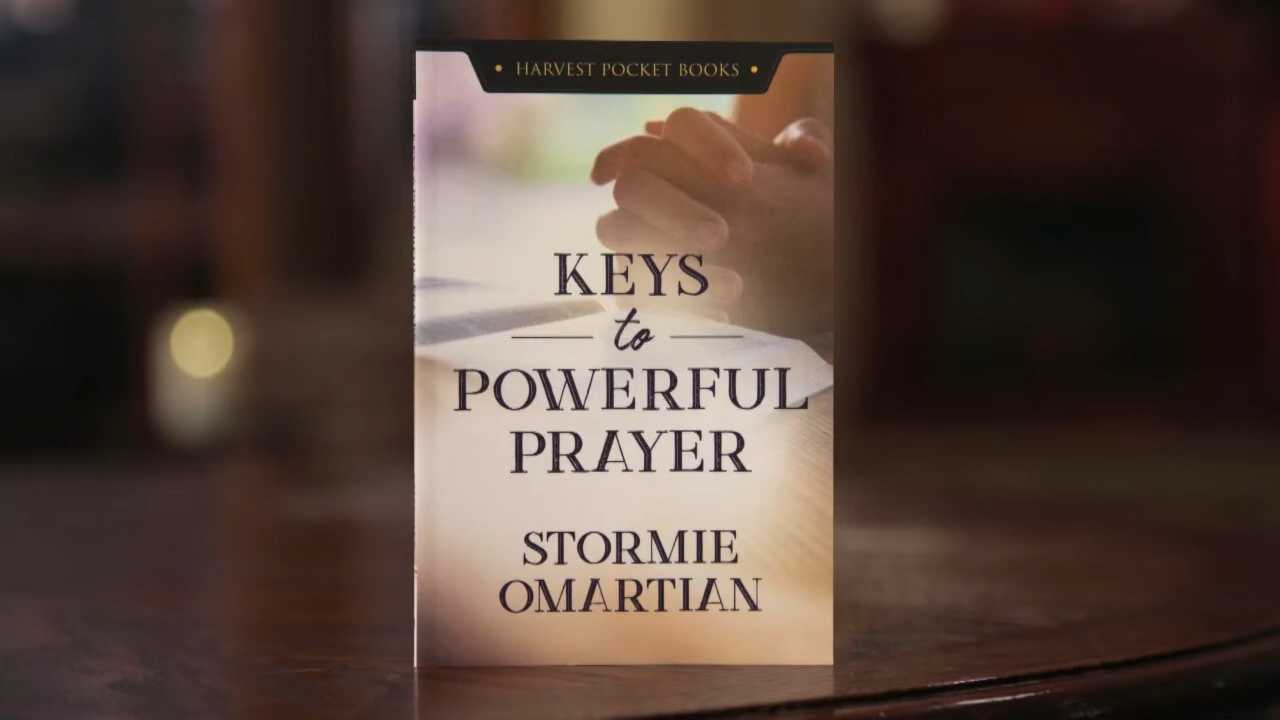 • HARVEST POCKET BOOKS •
KEYS
to
POWERFUL
PRAYER
STORMIE
OMARTIAN